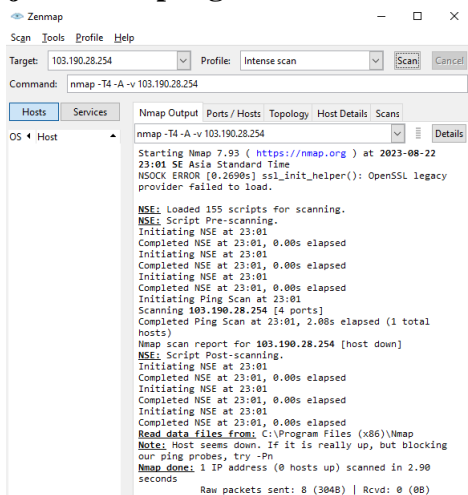 Zenmap
Scan Tools Profile Help
Target: 103.190.28.254 Profile: Intense scan Scan Cancel
Command: nmap -T4 -A -v 103.190.28.254
Hosts Services Nmap Output Ports / Hosts Topology Host Details Scans
OS Host nmap -T4 -A -v 103.190.28.254 Details
Starting Nmap 7.93 ( https://nmap.org ) at 2023-08-22
23:01 SE Asia Standard Time
NSOCK ERROR [0.2690s] ssl_init_helper(): OpenSSL legacy
provider failed to load.
NSE: Loaded 155 scripts for scanning.
NSE: Script Pre-scanning.
Initiating NSE at 23:01
Completed NSE at 23:01, 0.00s elapsed
Initiating NSE at 23:01
Completed NSE at 23:01, 0.00s elapsed
Initiating NSE at 23:01
Completed NSE at 23:01, 0.00s elapsed
Initiating Ping Scan at 23:01
Scanning 103.190.28.254 [4 ports]
Completed Ping Scan at 23:01, 2.08s elapsed (1 total
hosts)
Nmap scan report for 103.190.28.254 [host down]
NSE: Script Post-scanning.
Initiating NSE at 23:01
Completed NSE at 23:01, 0.00s elapsed
Initiating NSE at 23:01
Completed NSE at 23:01, 0.00s elapsed
Initiating NSE at 23:01
Completed NSE at 23:01, 0.00s elapsed
Read data files from: C:\Program Files (x86)\Nmap
Note: Host seems down. If it is really up, but blocking
our ping probes, try -Pn
Nmap done: 1 IP address (0 hosts up) scanned in 2.90
seconds
Raw packets sent: 8 (304B) | Rcvd: 0 (0B)